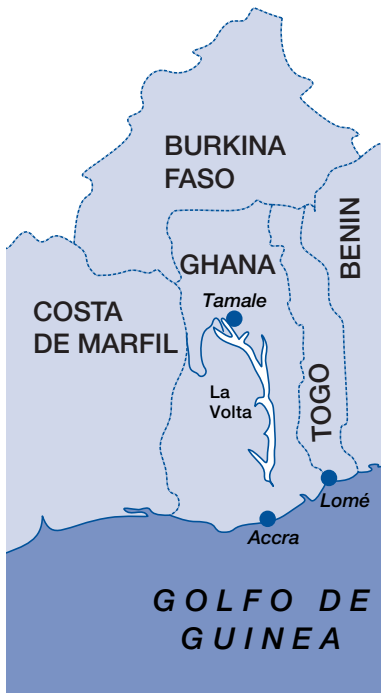 BURKINA
FASO
BENIN
GHANA
Tamale
COSTA
DE MARFIL
La
Volta
TOGO
Lomé
Accra
GOLFO DE
GUINEA